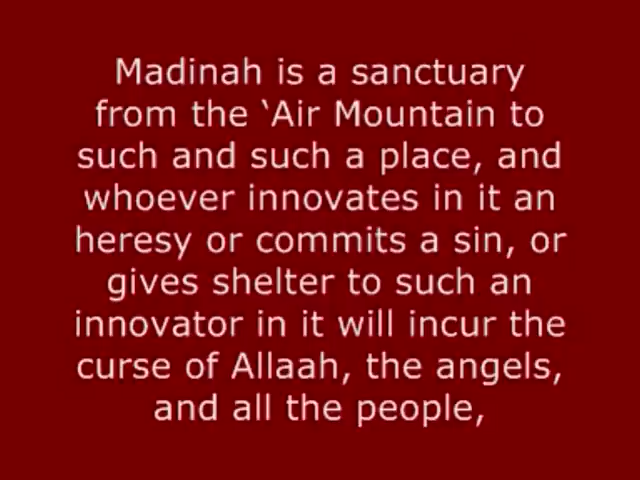 Madinah is a sanctuary
from the ‘Air Mountain to
such and such a place, and
whoever innovates in it an
heresy or commits a sin, or
gives shelter to such an
innovator in it will incur the
curse of Allaah, the angels,
and all the people,